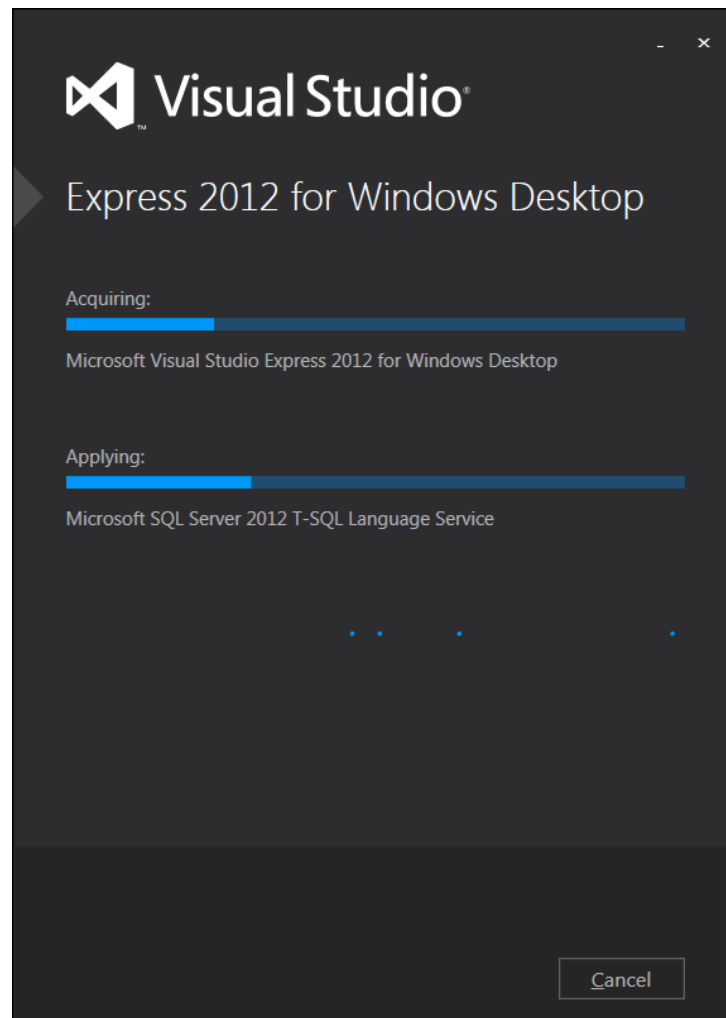 Visual Studio®
™
Express 2012 for Windows Desktop
Acquiring:
Microsoft Visual Studio Express 2012 for Windows Desktop
Applying:
Microsoft SQL Server 2012 T-SQL Language Service
Cancel